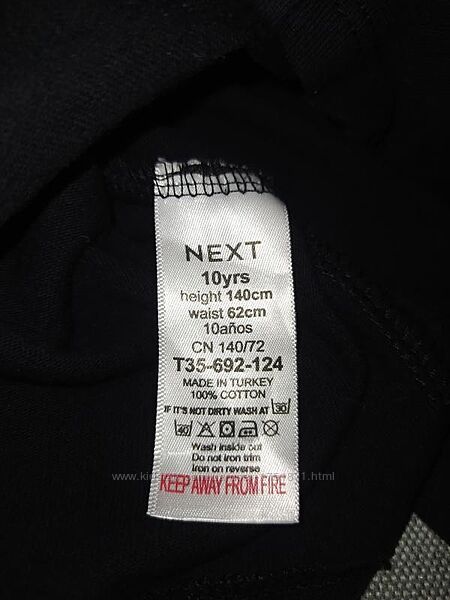 NEXT
10yrs
height 140cm
waist 62cm
10años
CN 140/72
T35-692-124
MADE IN TURKEY
100% COTTON
IF IT'S NOT DIRTY WASH AT 30
40
Wash inside out
Do not iron trim
Iron on reverse
KEEP AWAY FROM FIRE